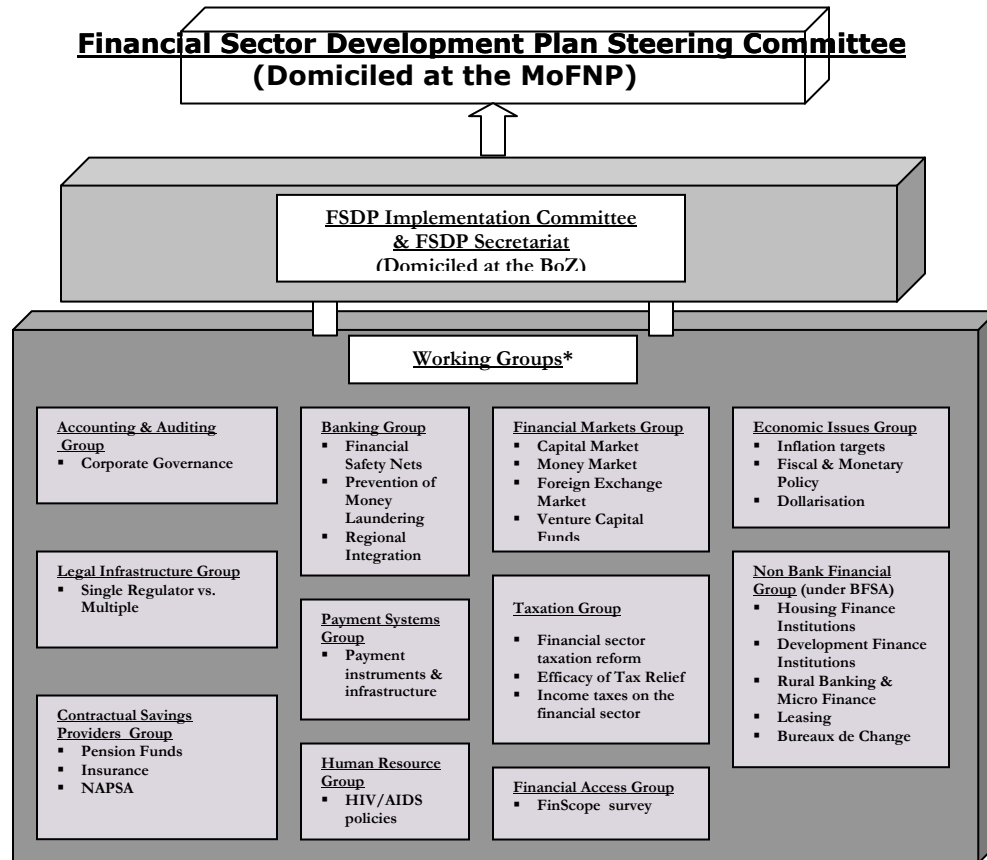 Financial Sector Development Plan Steering Committee
(Domiciled at the MoFNP)
FSDP Implementation Committee
& FSDP Secretariat
(Domiciled at the BoZ)
Working Groups*
Accounting & Auditing
Group
▪ Corporate Governance
Legal Infrastructure Group
▪ Single Regulator vs.
Multiple
Contractual Savings
Providers Group
▪ Pension Funds
▪ Insurance
▪ NAPSA
Banking Group
▪ Financial
Safety Nets
▪ Prevention of
Money
Laundering
▪ Regional
Integration
Payment Systems
Group
▪ Payment
instruments &
infrastructure
Human Resource
Group
▪ HIV/AIDS
policies
Financial Markets Group
▪ Capital Market
▪ Money Market
▪ Foreign Exchange
Market
▪ Venture Capital
Funds
Taxation Group
▪ Financial sector
taxation reform
▪ Efficacy of Tax Relief
▪ Income taxes on the
financial sector
Financial Access Group
▪ FinScope survey
Economic Issues Group
▪ Inflation targets
▪ Fiscal & Monetary
Policy
▪ Dollarisation
Non Bank Financial
Group (under BFSA)
▪ Housing Finance
Institutions
▪ Development Finance
Institutions
▪ Rural Banking &
Micro Finance
▪ Leasing
▪ Bureaux de Change